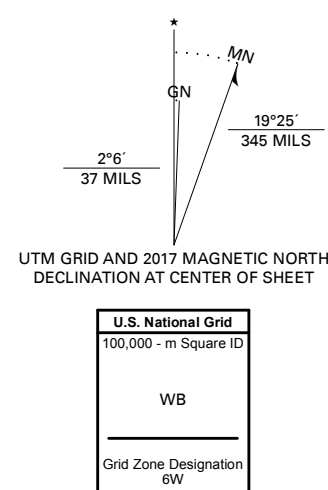 ★
MN
GN
19°25´
345 MILS
2°6´
37 MILS
UTM GRID AND 2017 MAGNETIC NORTH
DECLINATION AT CENTER OF SHEET
U.S. National Grid
100,000 - m Square ID
WB
Grid Zone Designation
6W